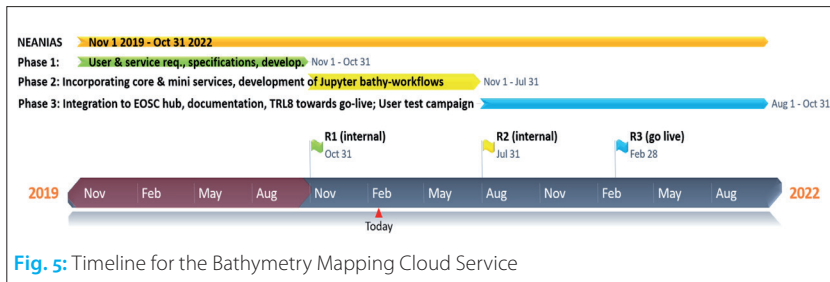 NEANIAS Nov 1 2019 - Oct 31 2022
Phase 1: User & service req., specifications, develop. Nov 1 - Oct 31
Phase 2: Incorporating core & mini services, development of Jupyter bathy-workflows Nov 1 - Jul 31
Phase 3: Integration to EOSC hub, documentation, TRL8 towards go-live; User test campaign Aug 1 - Oct 31
R1 (internal) R2 (internal) R3 (go live)
Oct 31 Jul 31 Feb 28
2019 Nov Feb May Aug Nov Feb May Aug Nov Feb May Aug 2022
Today
Fig. 5: Timeline for the Bathymetry Mapping Cloud Service